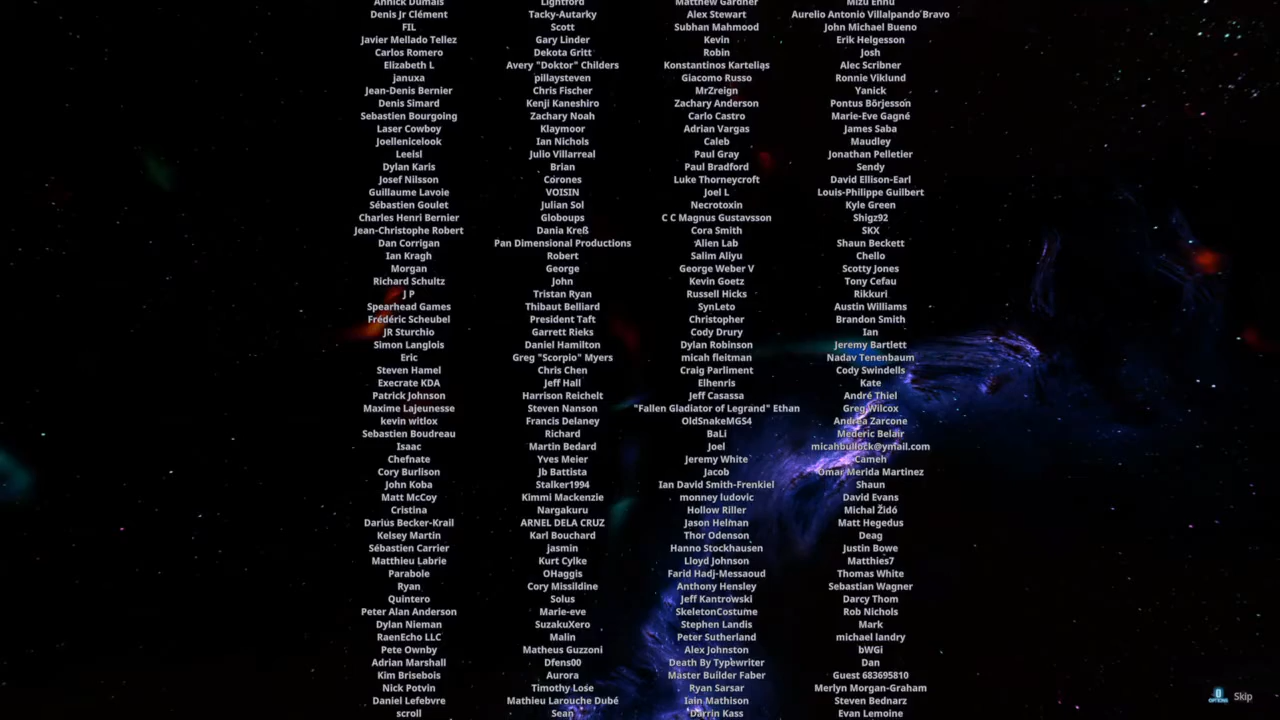 Annick Dumais
Denis Jr Clément
FIL
Javier Mellado Tellez
Carlos Romero
Elizabeth L
januxa
Jean-Denis Bernier
Denis Simard
Sebastien Bourgoing
Laser Cowboy
Joellenicelook
Leeisl
Dylan Karis
Josef Nilsson
Guillaume Lavoie
Sébastien Goulet
Charles Henri Bernier
Jean-Christophe Robert
Dan Corrigan
Ian Kragh
Morgan
Richard Schultz
J P
Spearhead Games
Frédéric Scheubel
JR Sturchio
Simon Langlois
Eric
Steven Hamel
Execrate KDA
Patrick Johnson
Maxime Lajeunesse
kevin witlox
Sebastien Boudreau
Isaac
Chefnate
Cory Burlison
John Koba
Matt McCoy
Cristina
Darius Becker-Krail
Kelsey Martin
Sébastien Carrier
Matthieu Labrie
Parabole
Ryan
Quintero
Peter Alan Anderson
Dylan Nieman
RaenEcho LLC
Pete Ownby
Adrian Marshall
Kim Brisebois
Nick Potvin
Daniel Lefebvre
scroll
Lightford
Tacky-Autarky
Scott
Gary Linder
Dekota Gritt
Avery "Doktor" Childers
pillaysteven
Chris Fischer
Kenji Kaneshiro
Zachary Noah
Klaymoor
Ian Nichols
Julio Villarreal
Brian
Corones
VOISIN
Julian Sol
Globoups
Dania Kreß
Pan Dimensional Productions
Robert
George
John
Tristan Ryan
Thibaut Belliard
President Taft
Garrett Rieks
Daniel Hamilton
Greg "Scorpio" Myers
Chris Chen
Jeff Hall
Harrison Reichelt
Steven Nanson
Francis Delaney
Richard
Martin Bedard
Yves Meier
Jb Battista
Stalker1994
Kimmi Mackenzie
Nargakuru
ARNEL DELA CRUZ
Karl Bouchard
jasmin
Kurt Cylke
OHaggis
Cory Missildine
Solus
Marie-eve
SuzakuXero
Malin
Matheus Guzzoni
Dfens00
Aurora
Timothy Lose
Mathieu Larouche Dubé
Sean
Matthew Gardner
Alex Stewart
Subhan Mahmood
Kevin
Robin
Konstantinos Kartelias
Giacomo Russo
MrZreign
Zachary Anderson
Carlo Castro
Adrian Vargas
Caleb
Paul Gray
Paul Bradford
Luke Thorneycroft
Joel L
Necrotoxin
C C Magnus Gustavsson
Cora Smith
Alien Lab
Salim Aliyu
George Weber V
Kevin Goetz
Russell Hicks
SynLeto
Christopher
Cody Drury
Dylan Robinson
micah fleitman
Craig Parliment
Elhenris
Jeff Casassa
"Fallen Gladiator of Legrand" Ethan
OldSnakeMGS4
BaLi
Joel
Jeremy White
Jacob
Ian David Smith-Frenkiel
monney ludovic
Hollow Riller
Jason Helman
Thor Odenson
Hanno Stockhausen
Lloyd Johnson
Farid Hadj-Messaoud
Anthony Hensley
Jeff Kantrowski
SkeletonCostume
Stephen Landis
Peter Sutherland
Alex Johnston
Death By Typewriter
Master Builder Faber
Ryan Sarsar
Iain Mathison
Darrin Kass
Mizu Ennu
Aurelio Antonio Villalpando Bravo
John Michael Bueno
Erik Helgesson
Josh
Alec Scribner
Ronnie Viklund
Yanick
Pontus Börjesson
Marie-Eve Gagné
James Saba
Maudley
Jonathan Pelletier
Sendy
David Ellison-Earl
Louis-Philippe Guilbert
Kyle Green
Shigz92
SKX
Shaun Beckett
Chello
Scotty Jones
Tony Cefau
Rikkuri
Austin Williams
Brandon Smith
Ian
Jeremy Bartlett
Nadav Tenenbaum
Cody Swindells
Kate
André Thiel
Greg Wilcox
Andrea Zarcone
Mederic Belair
micahbullock@ymail.com
Cameh
Omar Merida Martinez
Shaun
David Evans
Michal Židó
Matt Hegedus
Deag
Justin Bowe
Matthies7
Thomas White
Sebastian Wagner
Darcy Thom
Rob Nichols
Mark
michael landry
bWGi
Dan
Guest 683695810
Merlyn Morgan-Graham
Steven Bednarz
Evan Lemoine
OPTIONS Skip